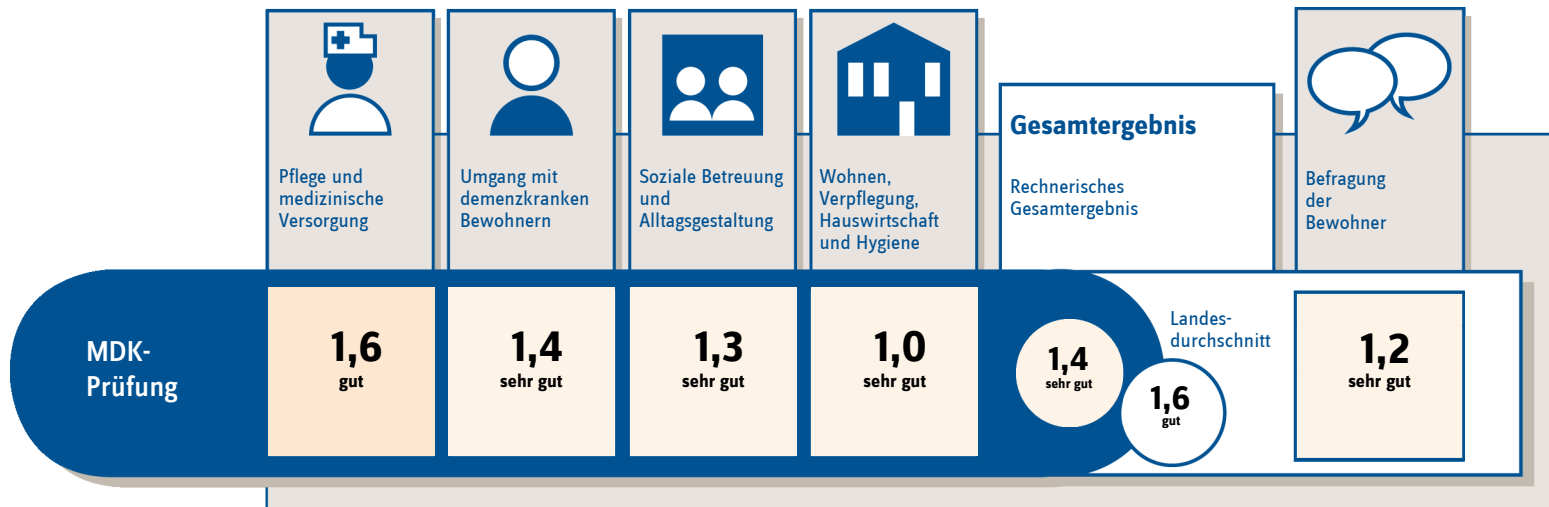 Pflege und
medizinische
Versorgung
Umgang mit
demenzkranken
Bewohnern
Soziale Betreuung
und
Alltagsgestaltung
Wohnen,
Verpflegung,
Hauswirtschaft
und Hygiene
Gesamtergebnis
Rechnerisches
Gesamtergebnis
Befragung
der
Bewohner
MDK-
Prüfung
1,6
gut
1,4
sehr gut
1,3
sehr gut
1,0
sehr gut
1,4
sehr gut
Landes-
durchschnitt
1,6
gut
1,2
sehr gut